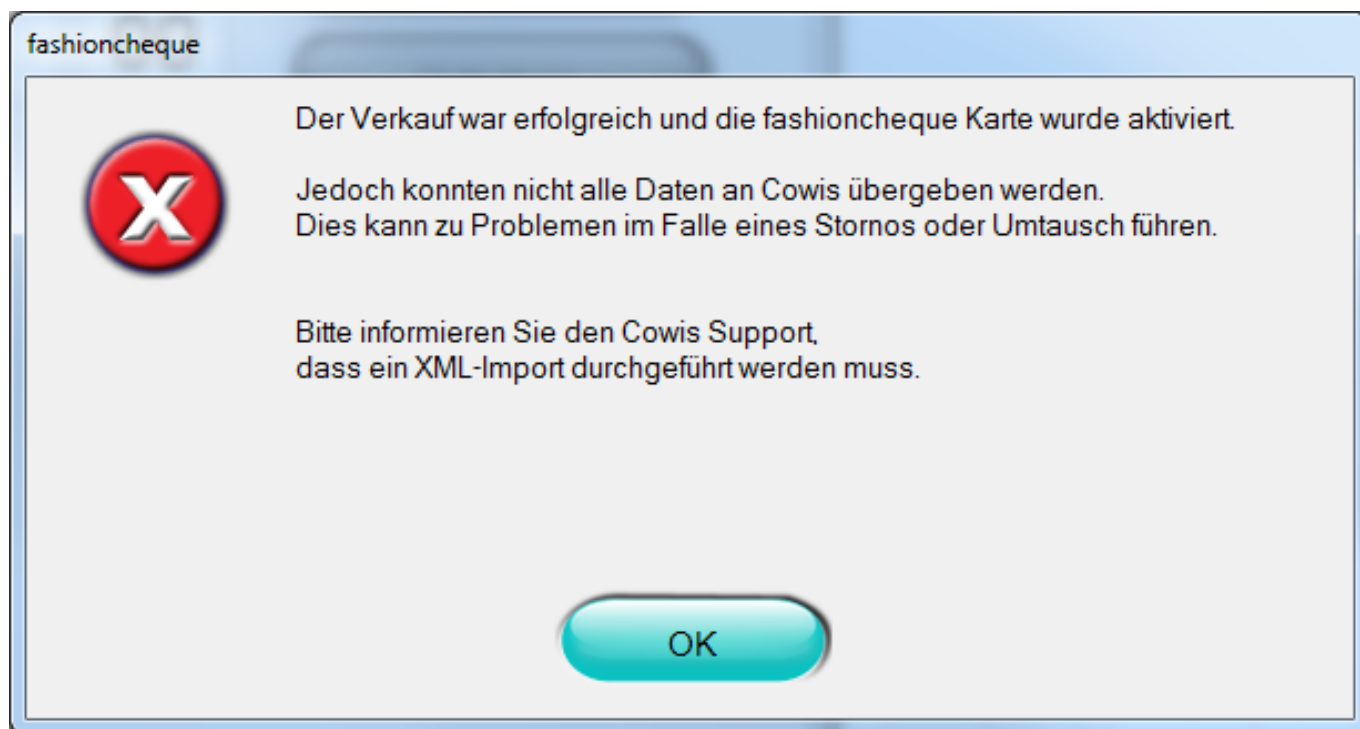 fashioncheque
Der Verkauf war erfolgreich und die fashioncheque Karte wurde aktiviert.
Jedoch konnten nicht alle Daten an Cowis übergeben werden.
Dies kann zu Problemen im Falle eines Stornos oder Umtausch führen.
Bitte informieren Sie den Cowis Support,
dass ein XML-Import durchgeführt werden muss.
OK